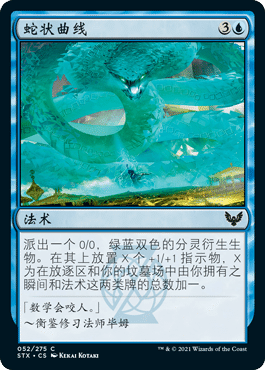 蛇状曲线 3
法术
派出一个 0/0，绿蓝双色的分灵衍生生
物。在其上放置 X 个 +1/+1 指示物，X
为在放逐区和你的坟墓场中由你拥有之
瞬间和法术这两类牌的总数加一。
「数学会咬人。」
～衡鉴修习法师毕姆
052/275 C
STX • CS KEKAI KOTAKI
™ & © 2021 Wizards of the Coast